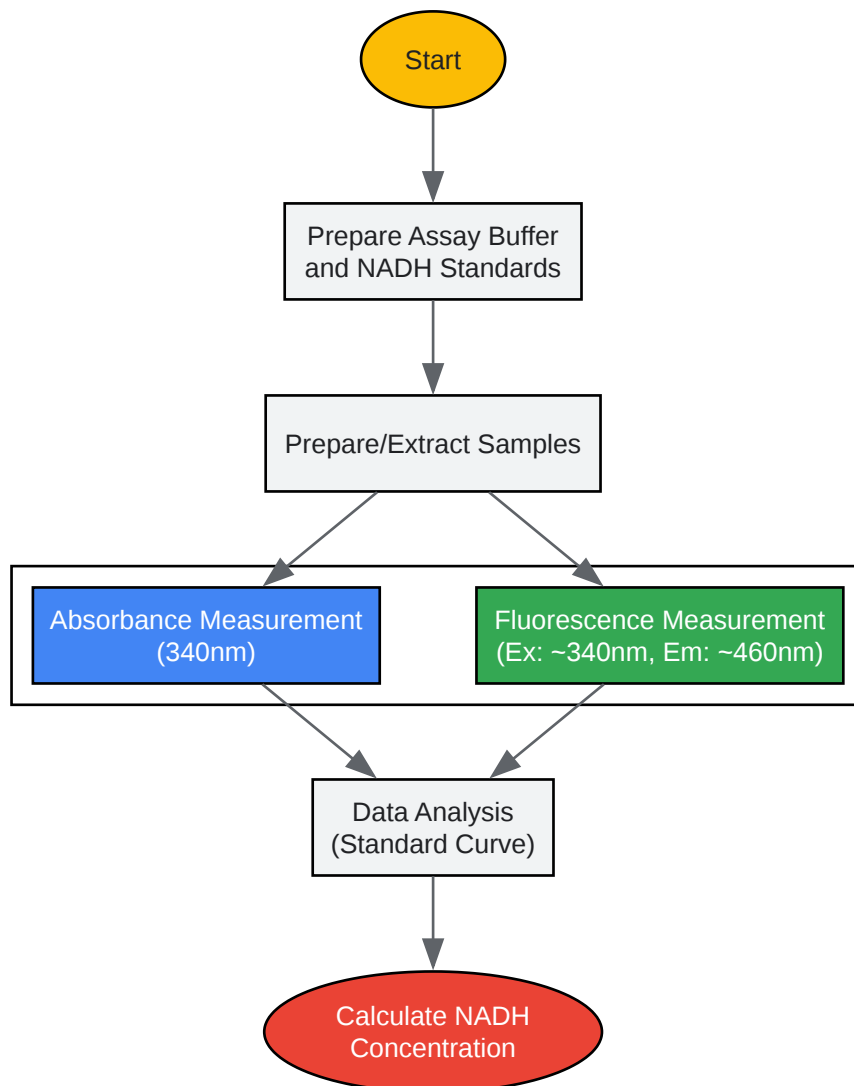 Start
Prepare Assay Buffer
and NADH Standards
Prepare/Extract Samples
Absorbance Measurement
(340nm)
Fluorescence Measurement
(Ex: ~340nm, Em: ~460nm)
Data Analysis
(Standard Curve)
Calculate NADH
Concentration